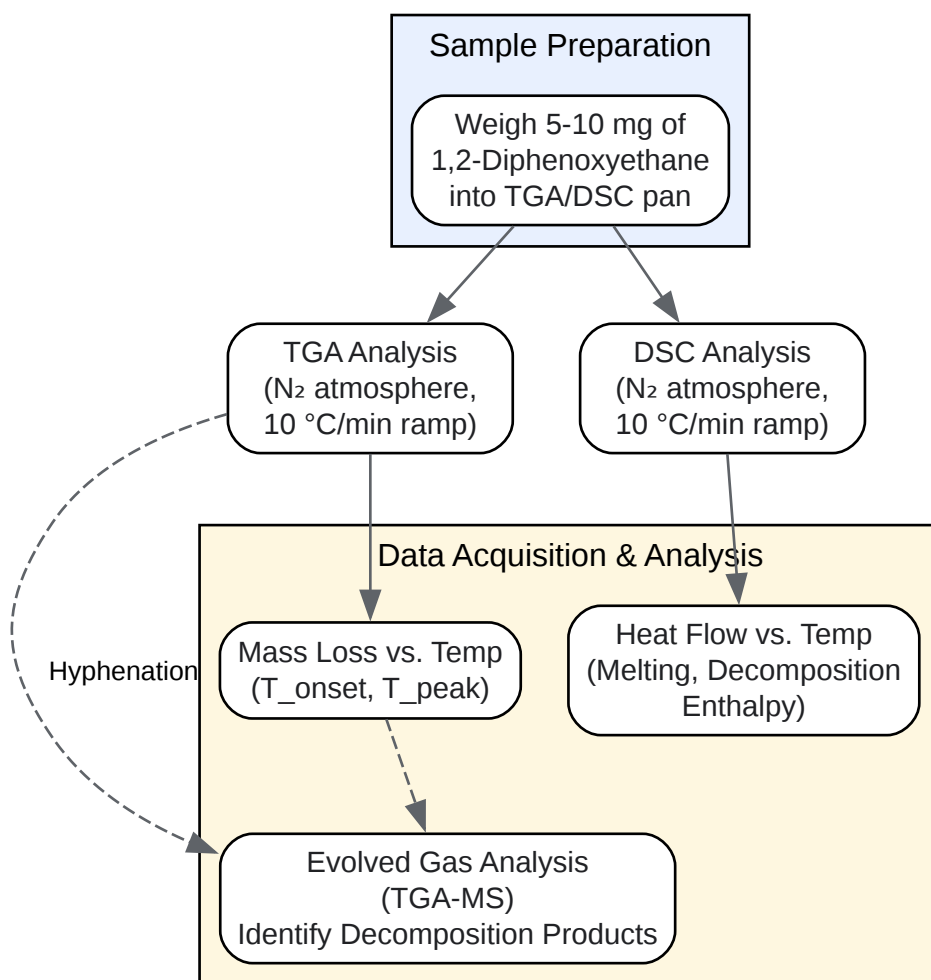 Sample Preparation
Weigh 5-10 mg of
1,2-Diphenoxyethane
into TGA/DSC pan
TGA Analysis
(N₂ atmosphere,
10 °C/min ramp)
DSC Analysis
(N₂ atmosphere,
10 °C/min ramp)
Data Acquisition & Analysis
Mass Loss vs. Temp
(T_onset, T_peak)
Heat Flow vs. Temp
(Melting, Decomposition
Enthalpy)
Hyphenation
Evolved Gas Analysis
(TGA-MS)
Identify Decomposition Products